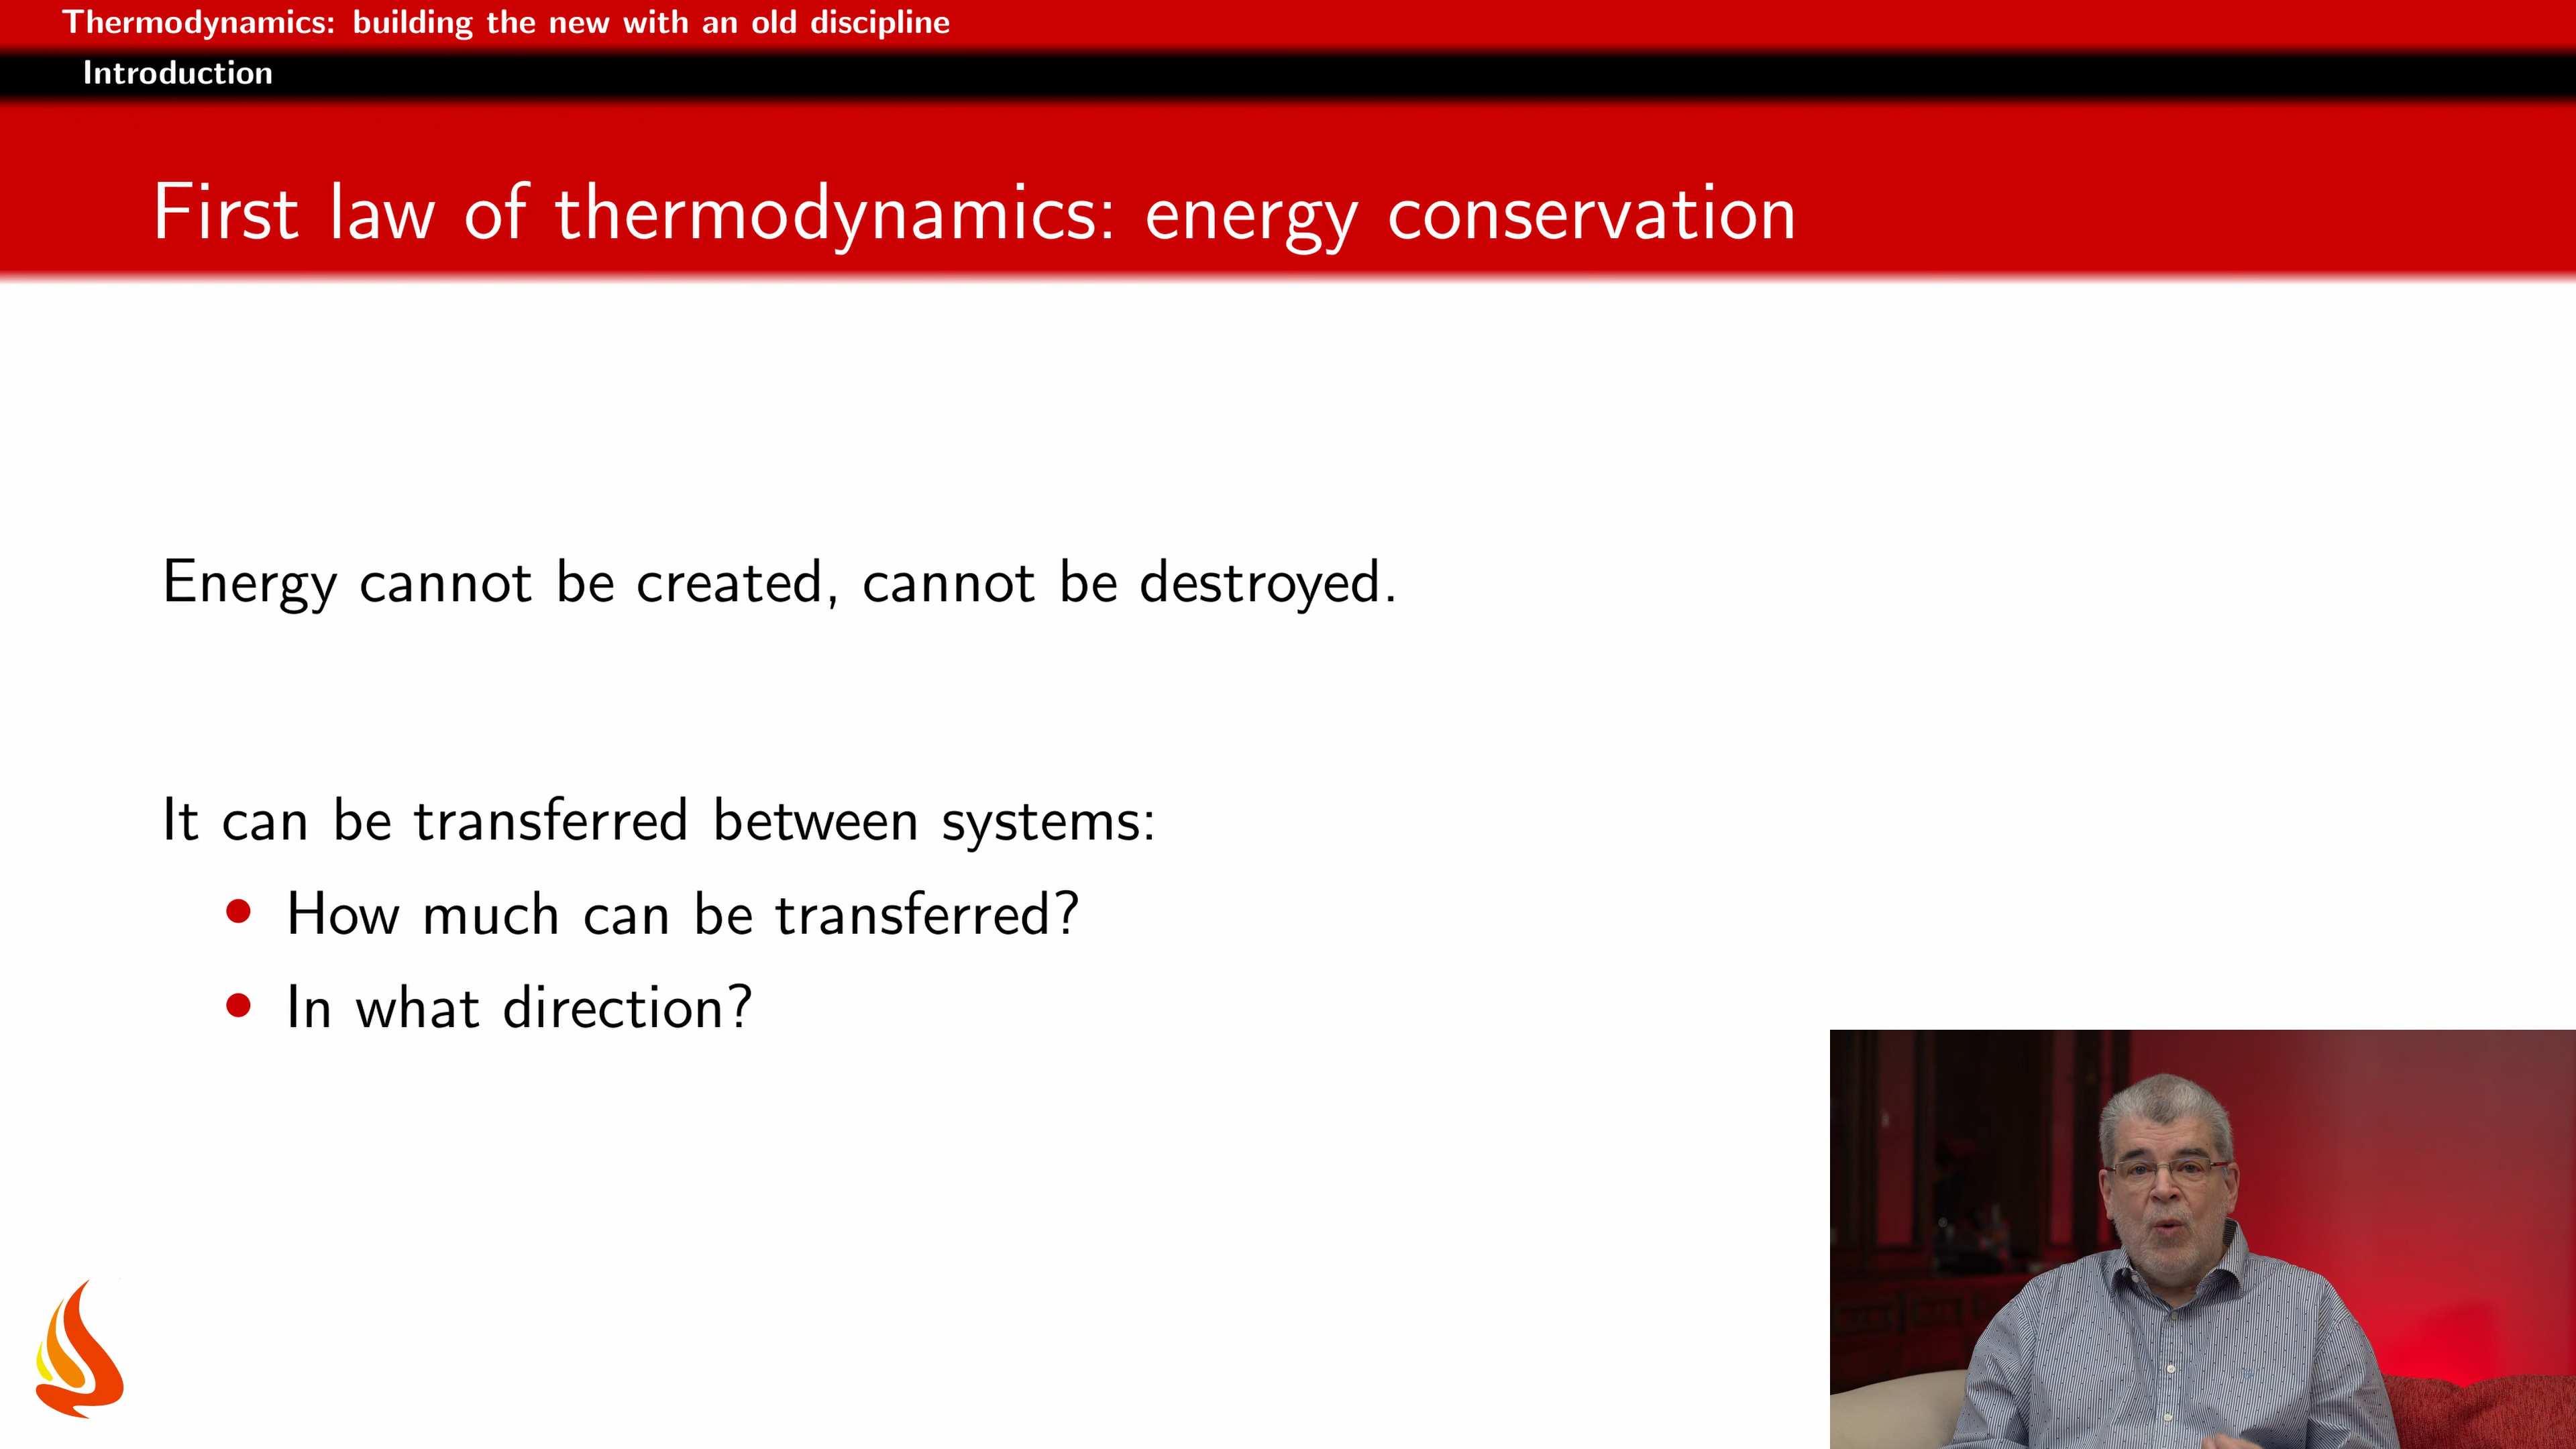 Thermodynamics: building the new with an old discipline
Introduction
First law of thermodynamics: energy conservation
Energy cannot be created, cannot be destroyed.
It can be transferred between systems:
• How much can be transferred?
• In what direction?